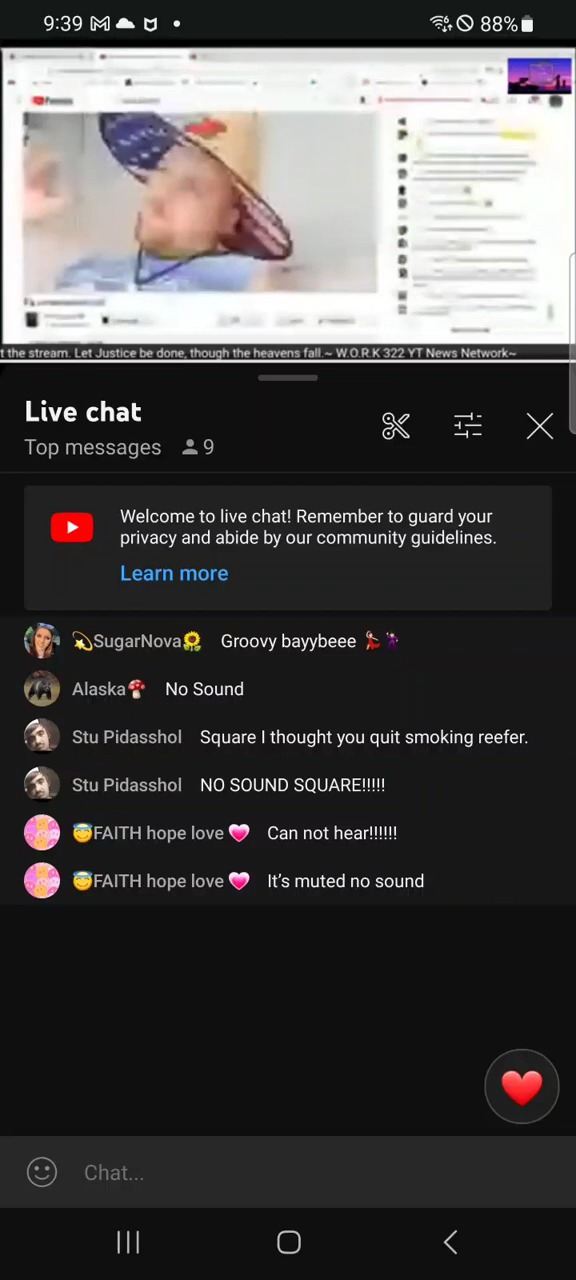 9:39
88%
t the stream. Let Justice be done, though the heavens fall.~ W.O.R.K 322 YT News Network~
Live chat
Top messages 9
Welcome to live chat! Remember to guard your
privacy and abide by our community guidelines.
Learn more
SugarNova Groovy bayybeee
Alaska No Sound
Stu Pidasshol Square I thought you quit smoking reefer.
Stu Pidasshol NO SOUND SQUARE!!!!!
FAITH hope love Can not hear!!!!!!
FAITH hope love It's muted no sound
Chat...